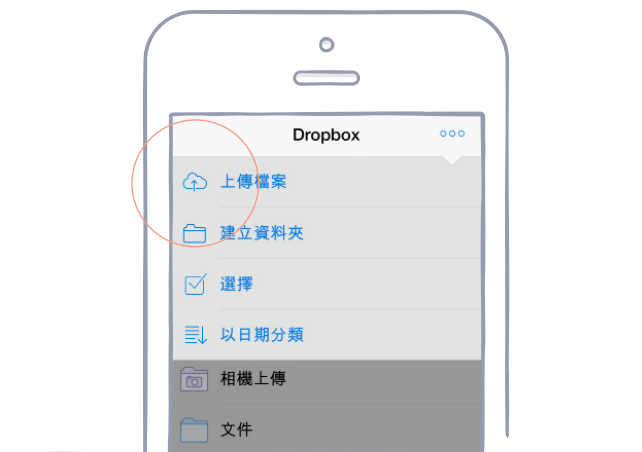 Dropbox
上傳檔案
建立資料夾
選擇
以日期分類
相機上傳
文件